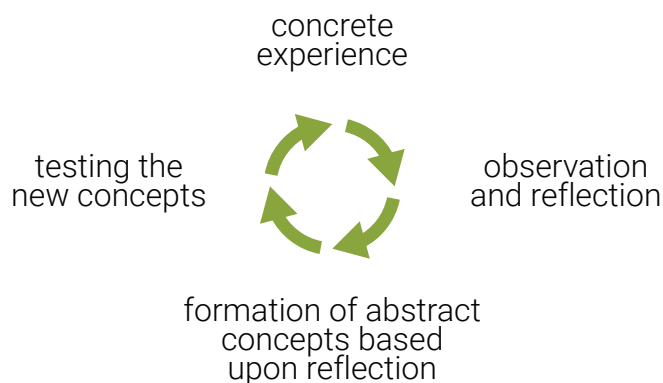 concrete
experience
testing the
new concepts
observation
and reflection
formation of abstract
concepts based
upon reflection